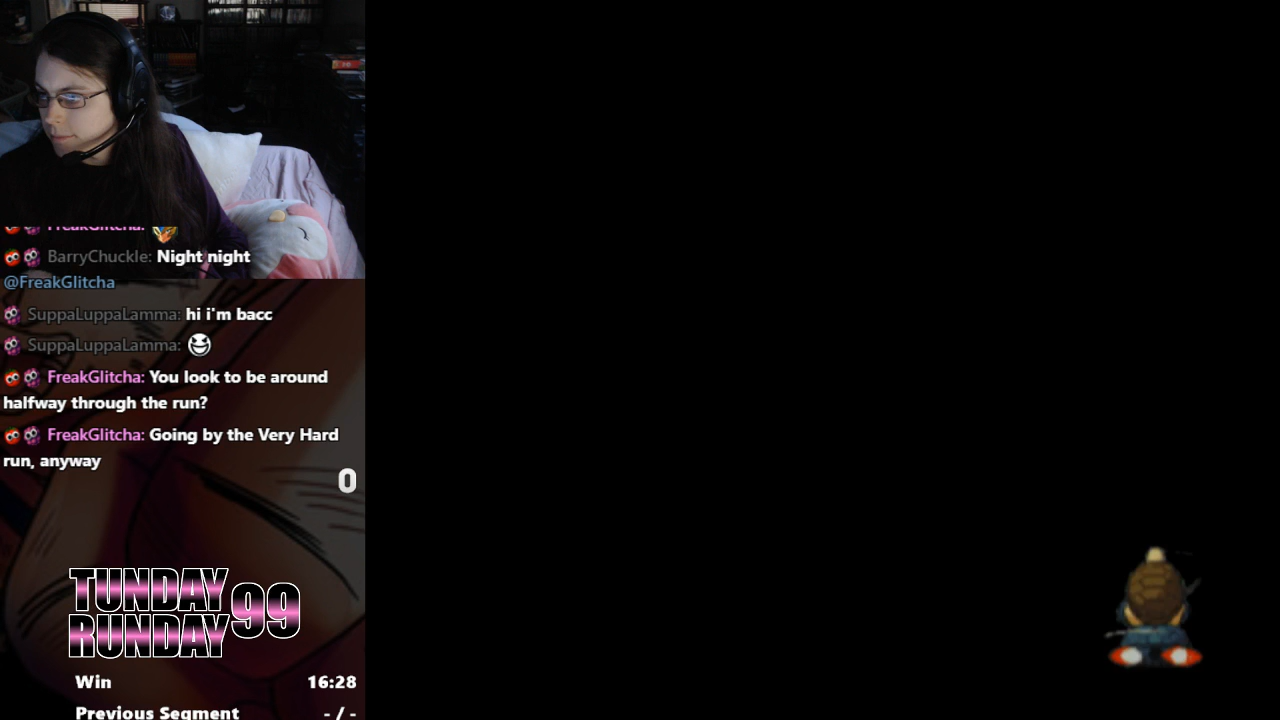 FreakGlitcha:
BarryChuckle: Night night
@FreakGlitcha
SuppaLuppaLamma: hi i'm bacc
SuppaLuppaLamma:
FreakGlitcha: You look to be around
halfway through the run?
FreakGlitcha: Going by the Very Hard
run, anyway
0
TUNDAY
RUNDAY 99
Win 16:28
Previous Segment - / -